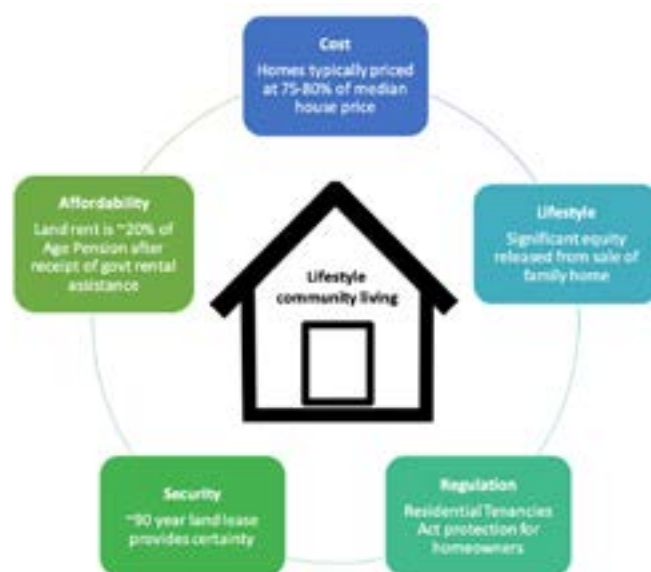 Cost
Homes typically priced
at 75-80% of median
house price
Affordability
Land rent is ~20% of
Age Pension after
receipt of govt rental
assistance
Lifestyle
Significant equity
released from sale of
family home
Lifestyle
community living
Security
~90 year land lease
provides certainty
Regulation
Residential Tenancies
Act protection for
homeowners